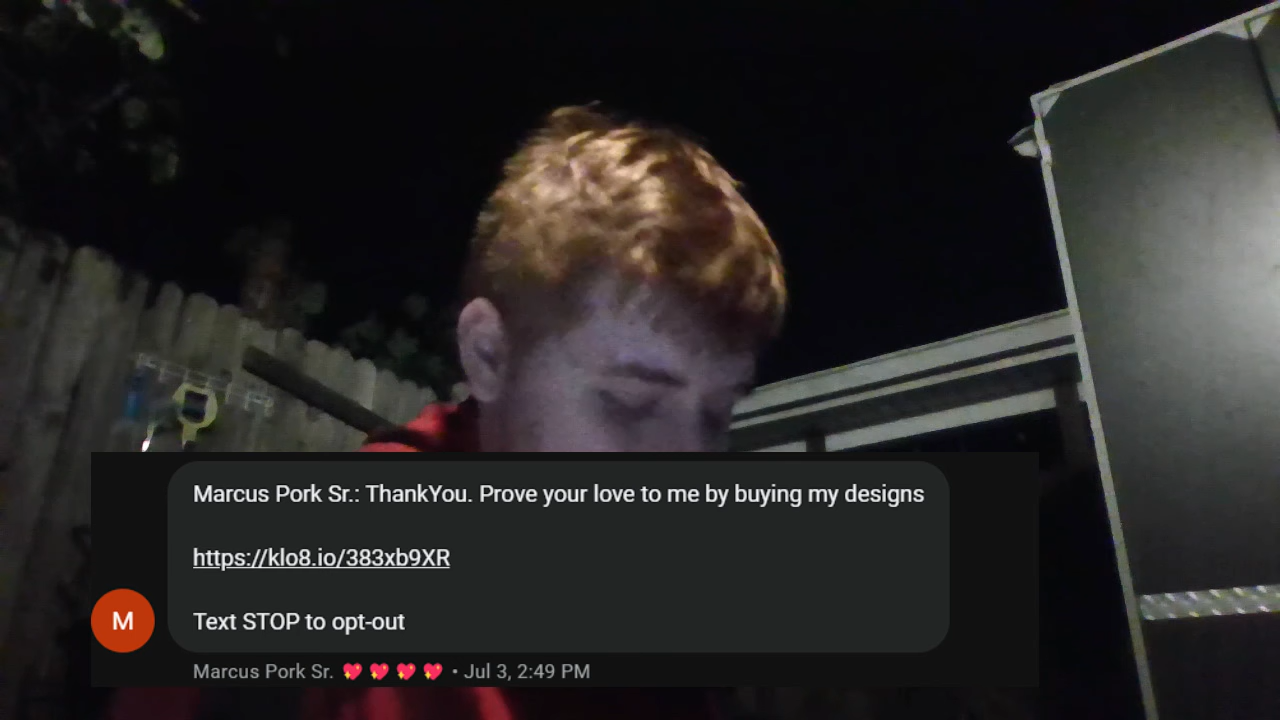 Marcus Pork Sr.: ThankYou. Prove your love to me by buying my designs
https://klo8.io/383xb9XR
Text STOP to opt-out
M
Marcus Pork Sr. 💖 💖 💖 💖 • Jul 3, 2:49 PM